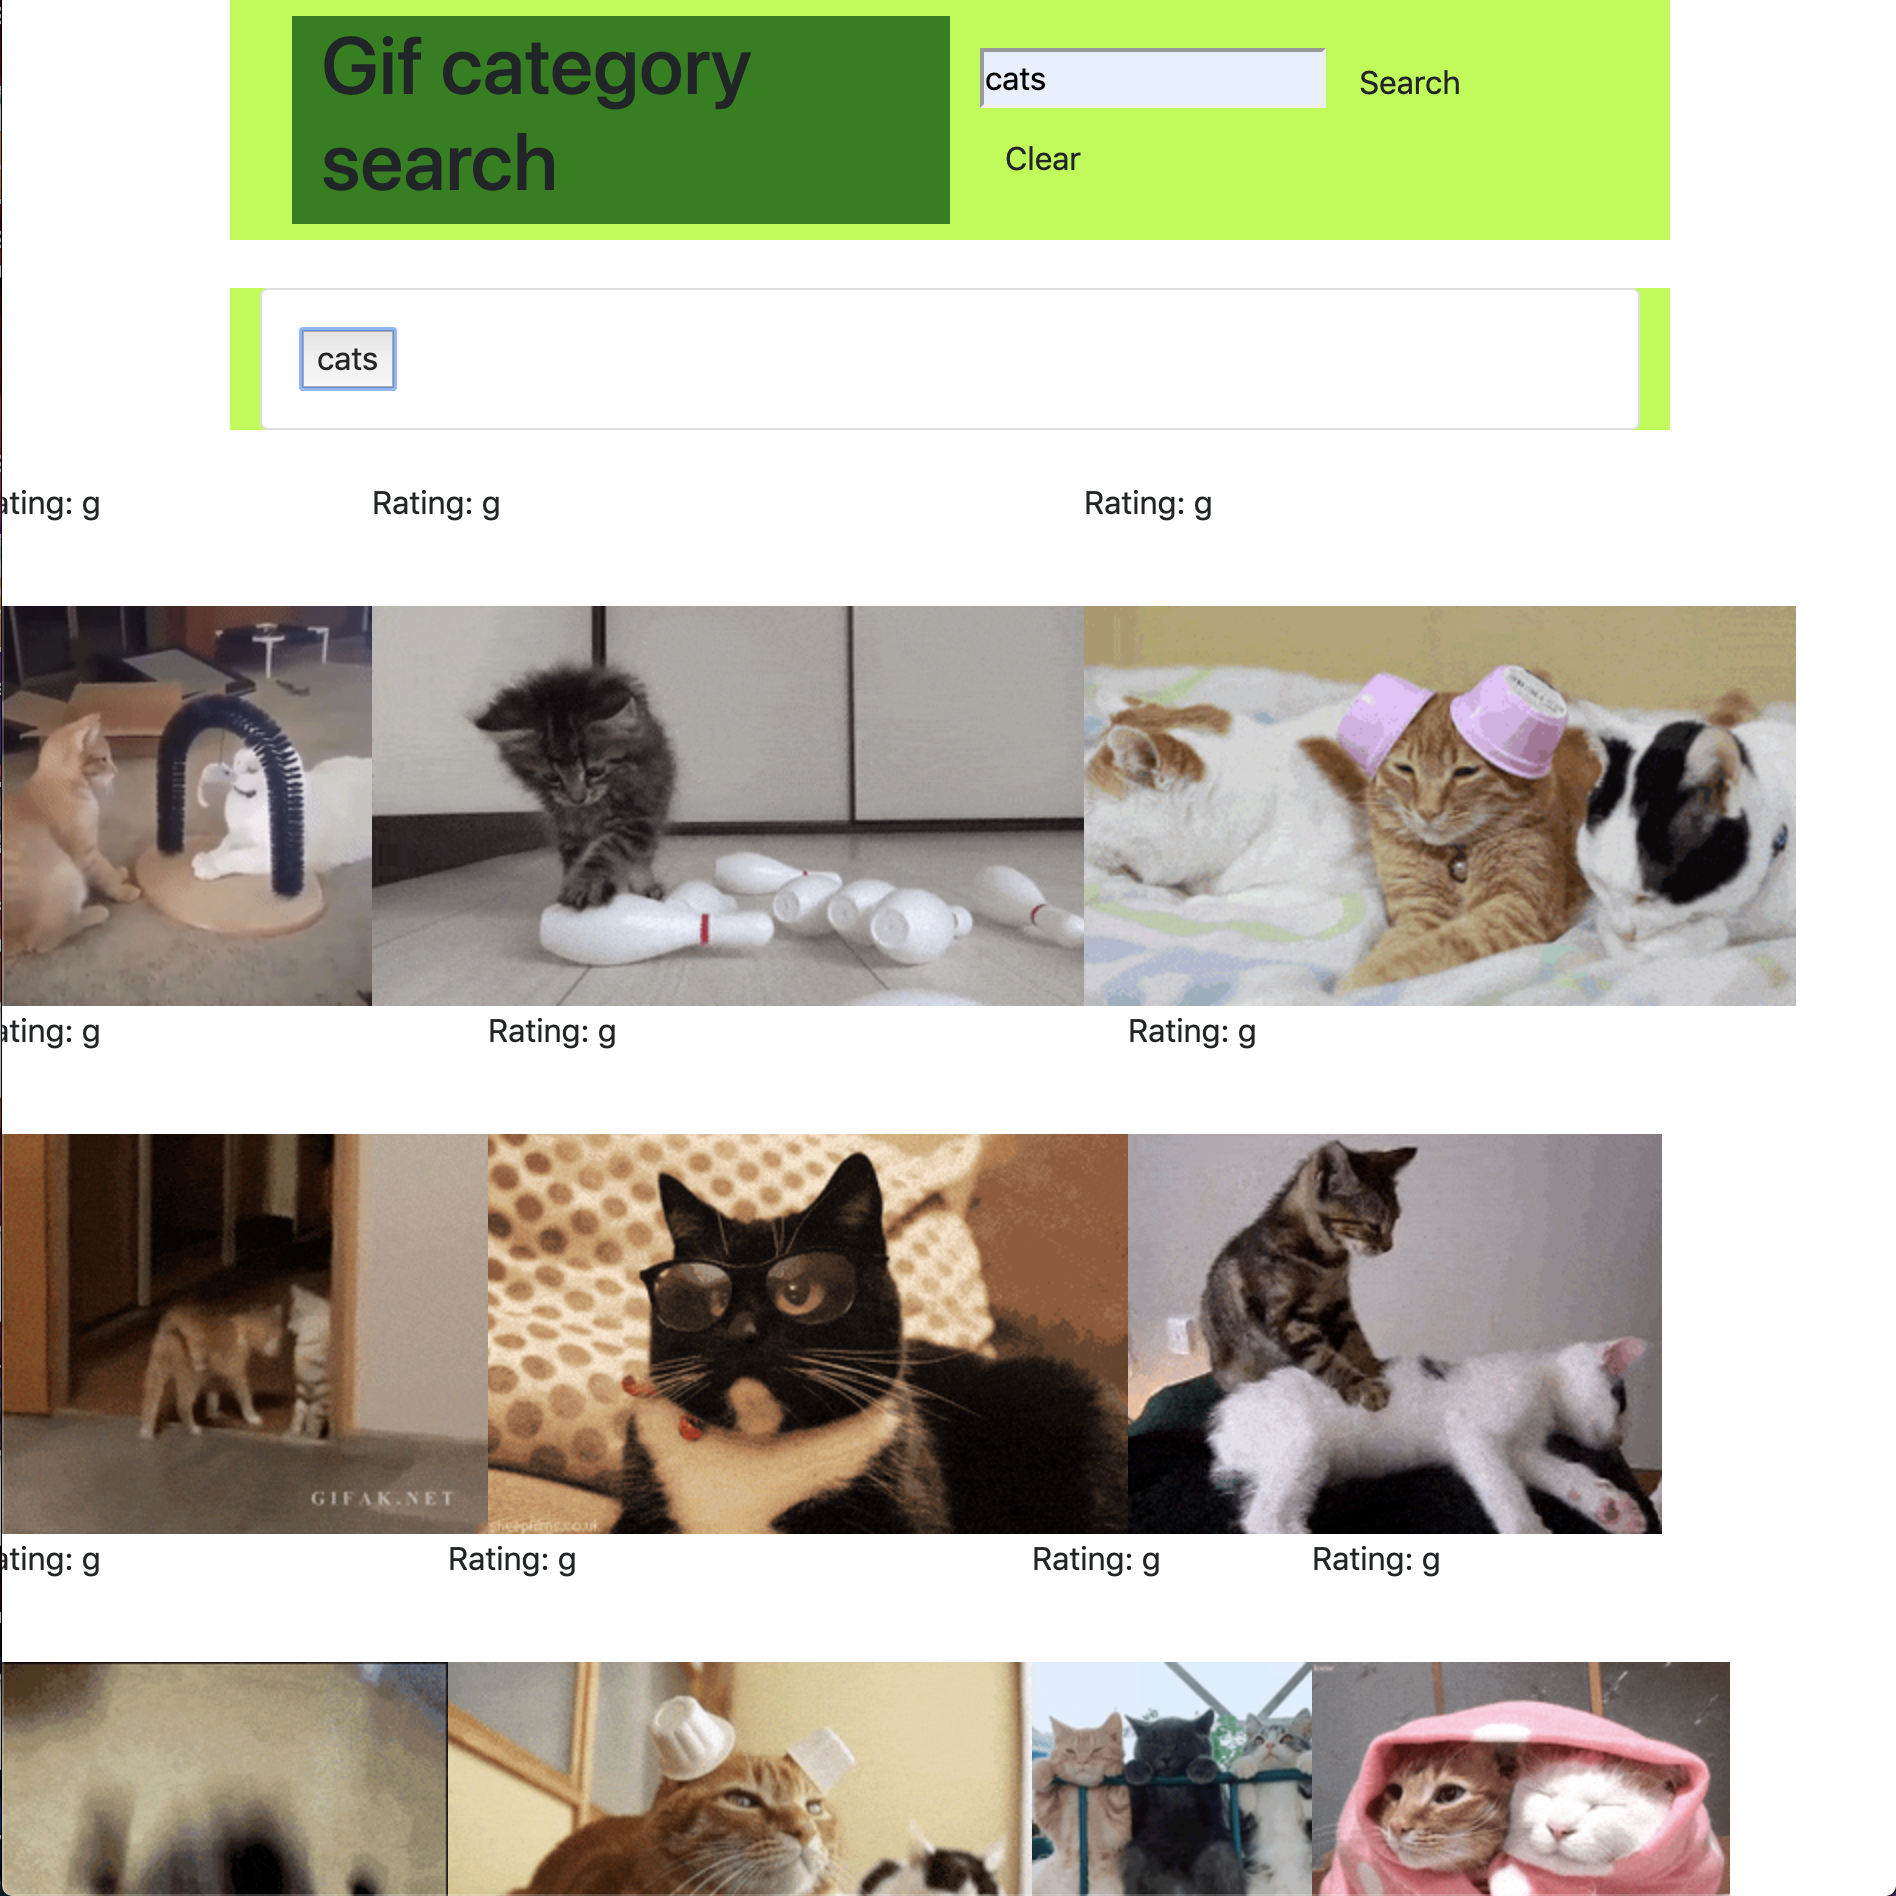 Gif category
search
cats
Search
Clear
cats
ating: g
Rating: g
Rating: g
ating: g
Rating: g
Rating: g
GIFAK.NET
ating: g
Rating: g
Rating: g
Rating: g